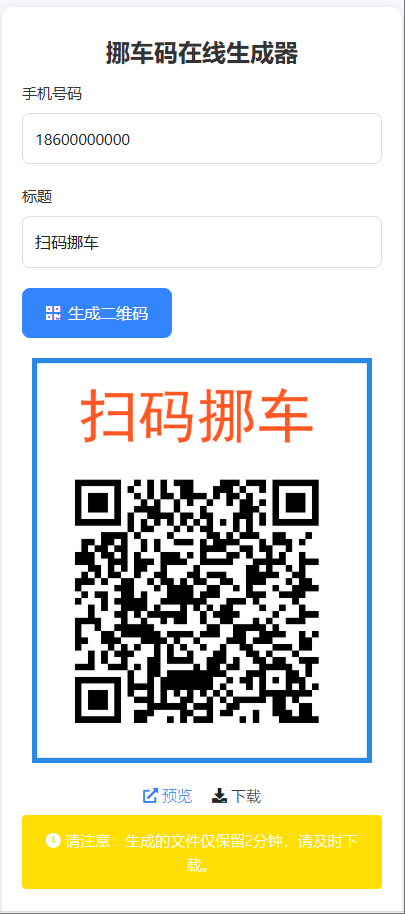 挪车码在线生成器
手机号码
18600000000
标题
扫码挪车
生成二维码
扫码挪车
预览 下载
请注意：生成的文件仅保留2分钟，请及时下
载。